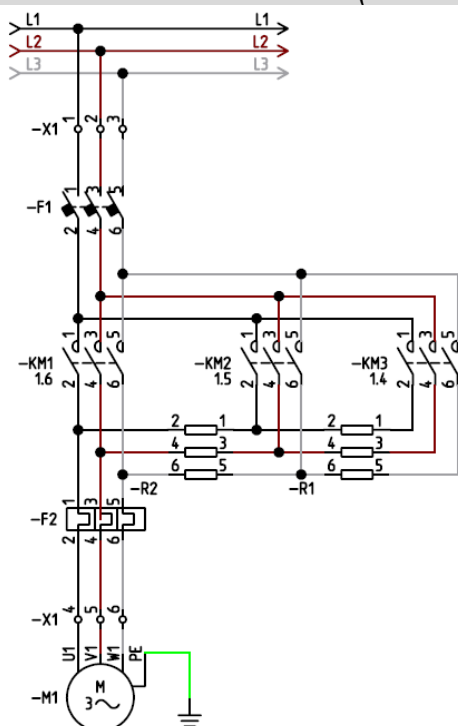 L1 L1
L2 L2
L3 L3
-X1 1 2 3
-F1 1 3 5
2 4 6
-KM1 1 3 5 -KM2 1 3 5 -KM3 1 3 5
1.6 2 4 6 1.5 2 4 6 1.4 2 4 6
2 1 2 1
4 3 4 3
6 5 6 5
-R2 -R1
-F2 1 3 5
2 4 6
-X1 4 5 6
U1 V1 W1 PE
-M1 M
3